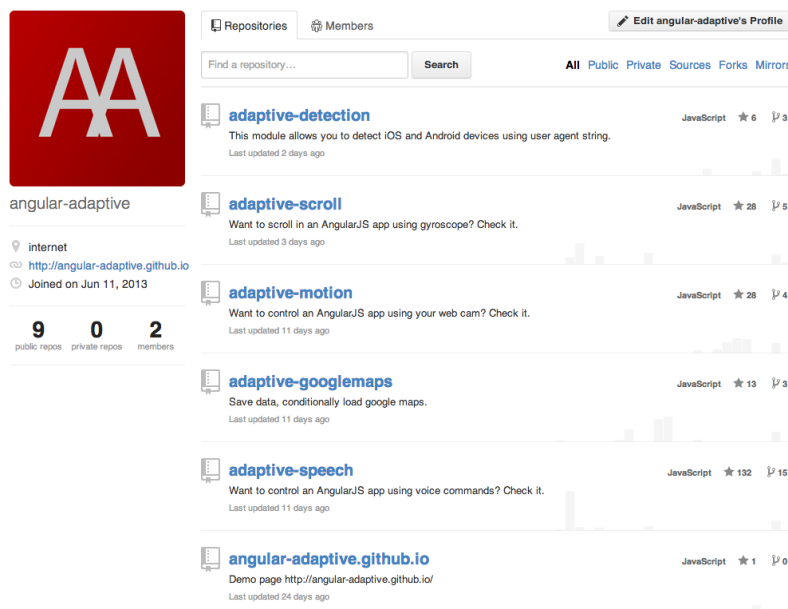 AA
angular-adaptive
internet
http://angular-adaptive.github.io
Joined on Jun 11, 2013
9 0 2
public repos private repos members
Repositories Members Edit angular-adaptive's Profile
Find a repository... Search All Public Private Sources Forks Mirrors
adaptive-detection JavaScript 6 3
This module allows you to detect iOS and Android devices using user agent string.
Last updated 2 days ago
adaptive-scroll JavaScript 28 5
Want to scroll in an AngularJS app using gyroscope? Check it.
Last updated 3 days ago
adaptive-motion JavaScript 28 4
Want to control an AngularJS app using your web cam? Check it.
Last updated 11 days ago
adaptive-googlemaps JavaScript 13 3
Save data, conditionally load google maps.
Last updated 11 days ago
adaptive-speech JavaScript 132 15
Want to control an AngularJS app using voice commands? Check it.
Last updated 11 days ago
angular-adaptive.github.io JavaScript 1 0
Demo page http://angular-adaptive.github.io/
Last updated 24 days ago